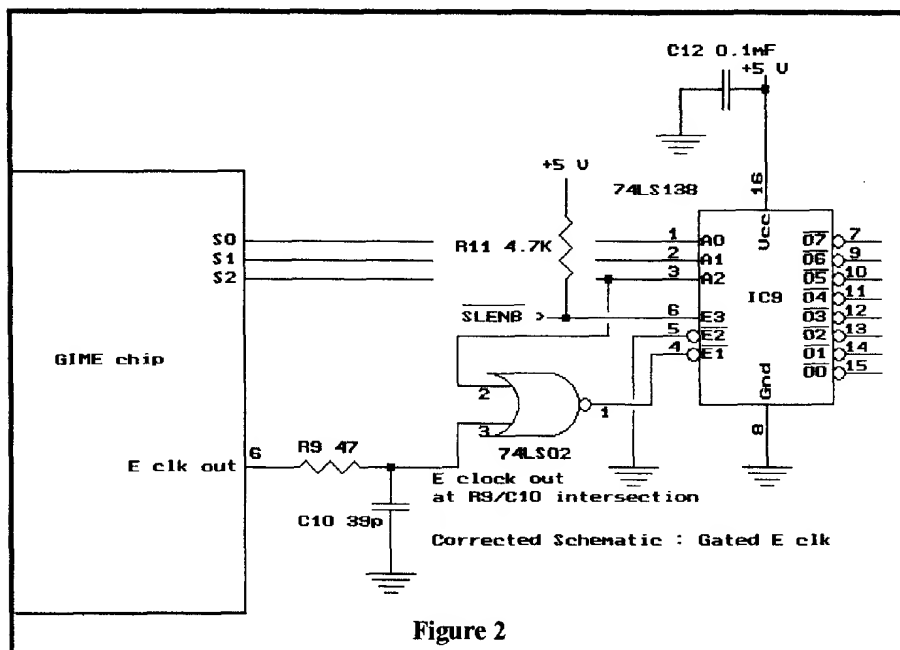 C12 0.1mF
+5 V
+5 V
74LS138
16
Vcc
S0
S1
S2
R11 4.7K
1 A0
2 A1
3 A2
O7 7
O6 9
O5 10
O4 11
O3 12
O2 13
O1 14
O0 15
IC9
SLENB >
6 E3
5 E2
4 E1
Gnd
8
GIME chip
2
3
1
74LS02
E clk out
6
R9 47
E clock out
at R9/C10 intersection
C10 39p
Corrected Schematic : Gated E clk
Figure 2